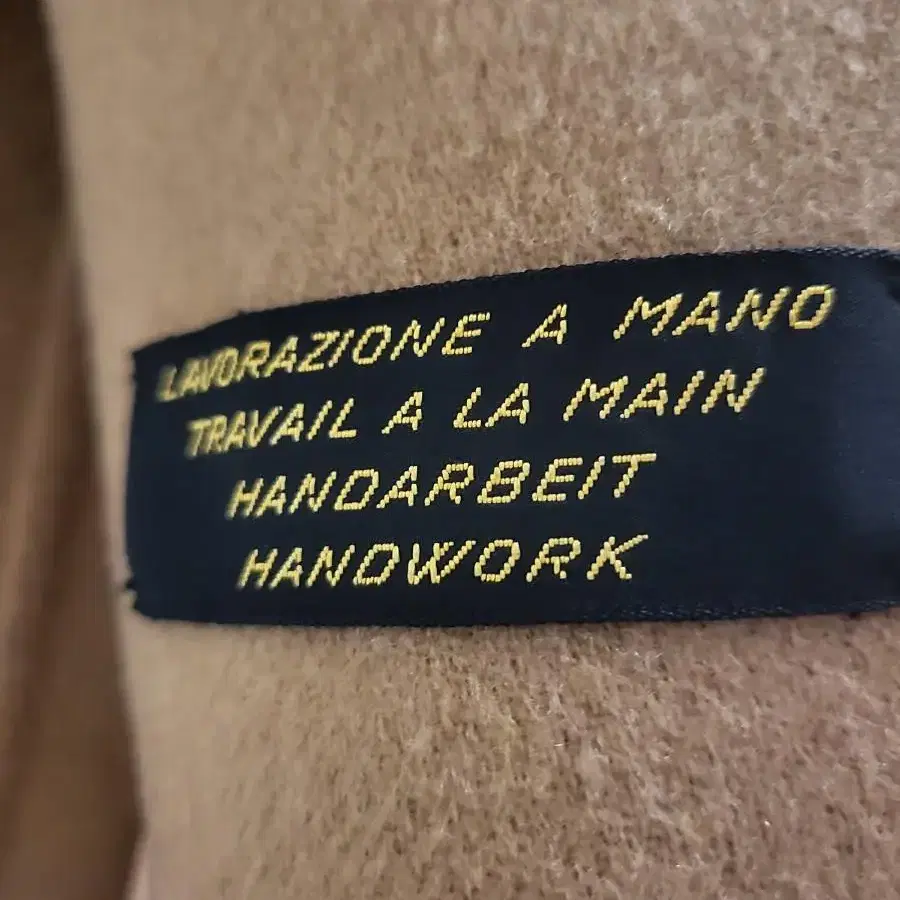 LAVORAZIONE A MANO
TRAVAIL A LA MAIN
HANDARBEIT
HANDWORK